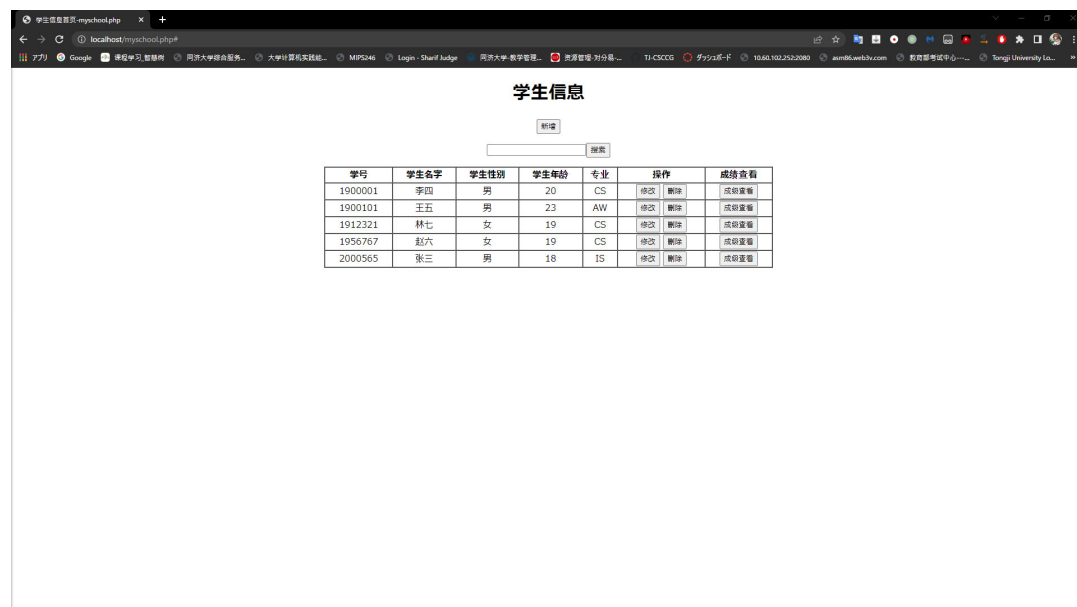 学生信息首页-myschool.php
localhost/myschool.php#
アプリ Google 课程学习_智慧树 同济大学综合服务... 大学计算机实践能... MIPS246 Login - Sharif Judge 同济大学-教学管理... 资源管理-对分易-... TJ-CSCCG ダッシュボード 10.60.102.252:2080 asm86.web3v.com 教育部考试中心---... Tongji University Lo... »
学生信息
新增
搜索
学号 学生名字 学生性别 学生年龄 专业 操作 成绩查看
1900001 李四 男 20 CS 修改 删除 成级查看
1900101 王五 男 23 AW 修改 删除 成级查看
1912321 林七 女 19 CS 修改 删除 成级查看
1956767 赵六 女 19 CS 修改 删除 成级查看
2000565 张三 男 18 IS 修改 删除 成级查看